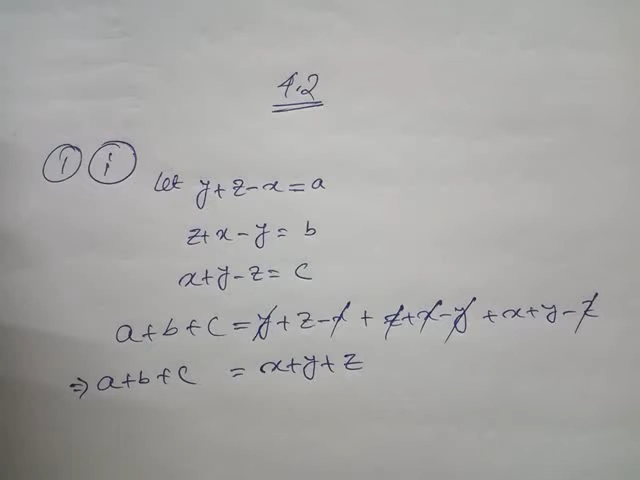 4.2
① ⓘ Let y+z-x=a
z+x-y=b
x+y-z=c
a+b+c=y+z-x+z+x-y+x+y-z
⇒a+b+c = x+y+z